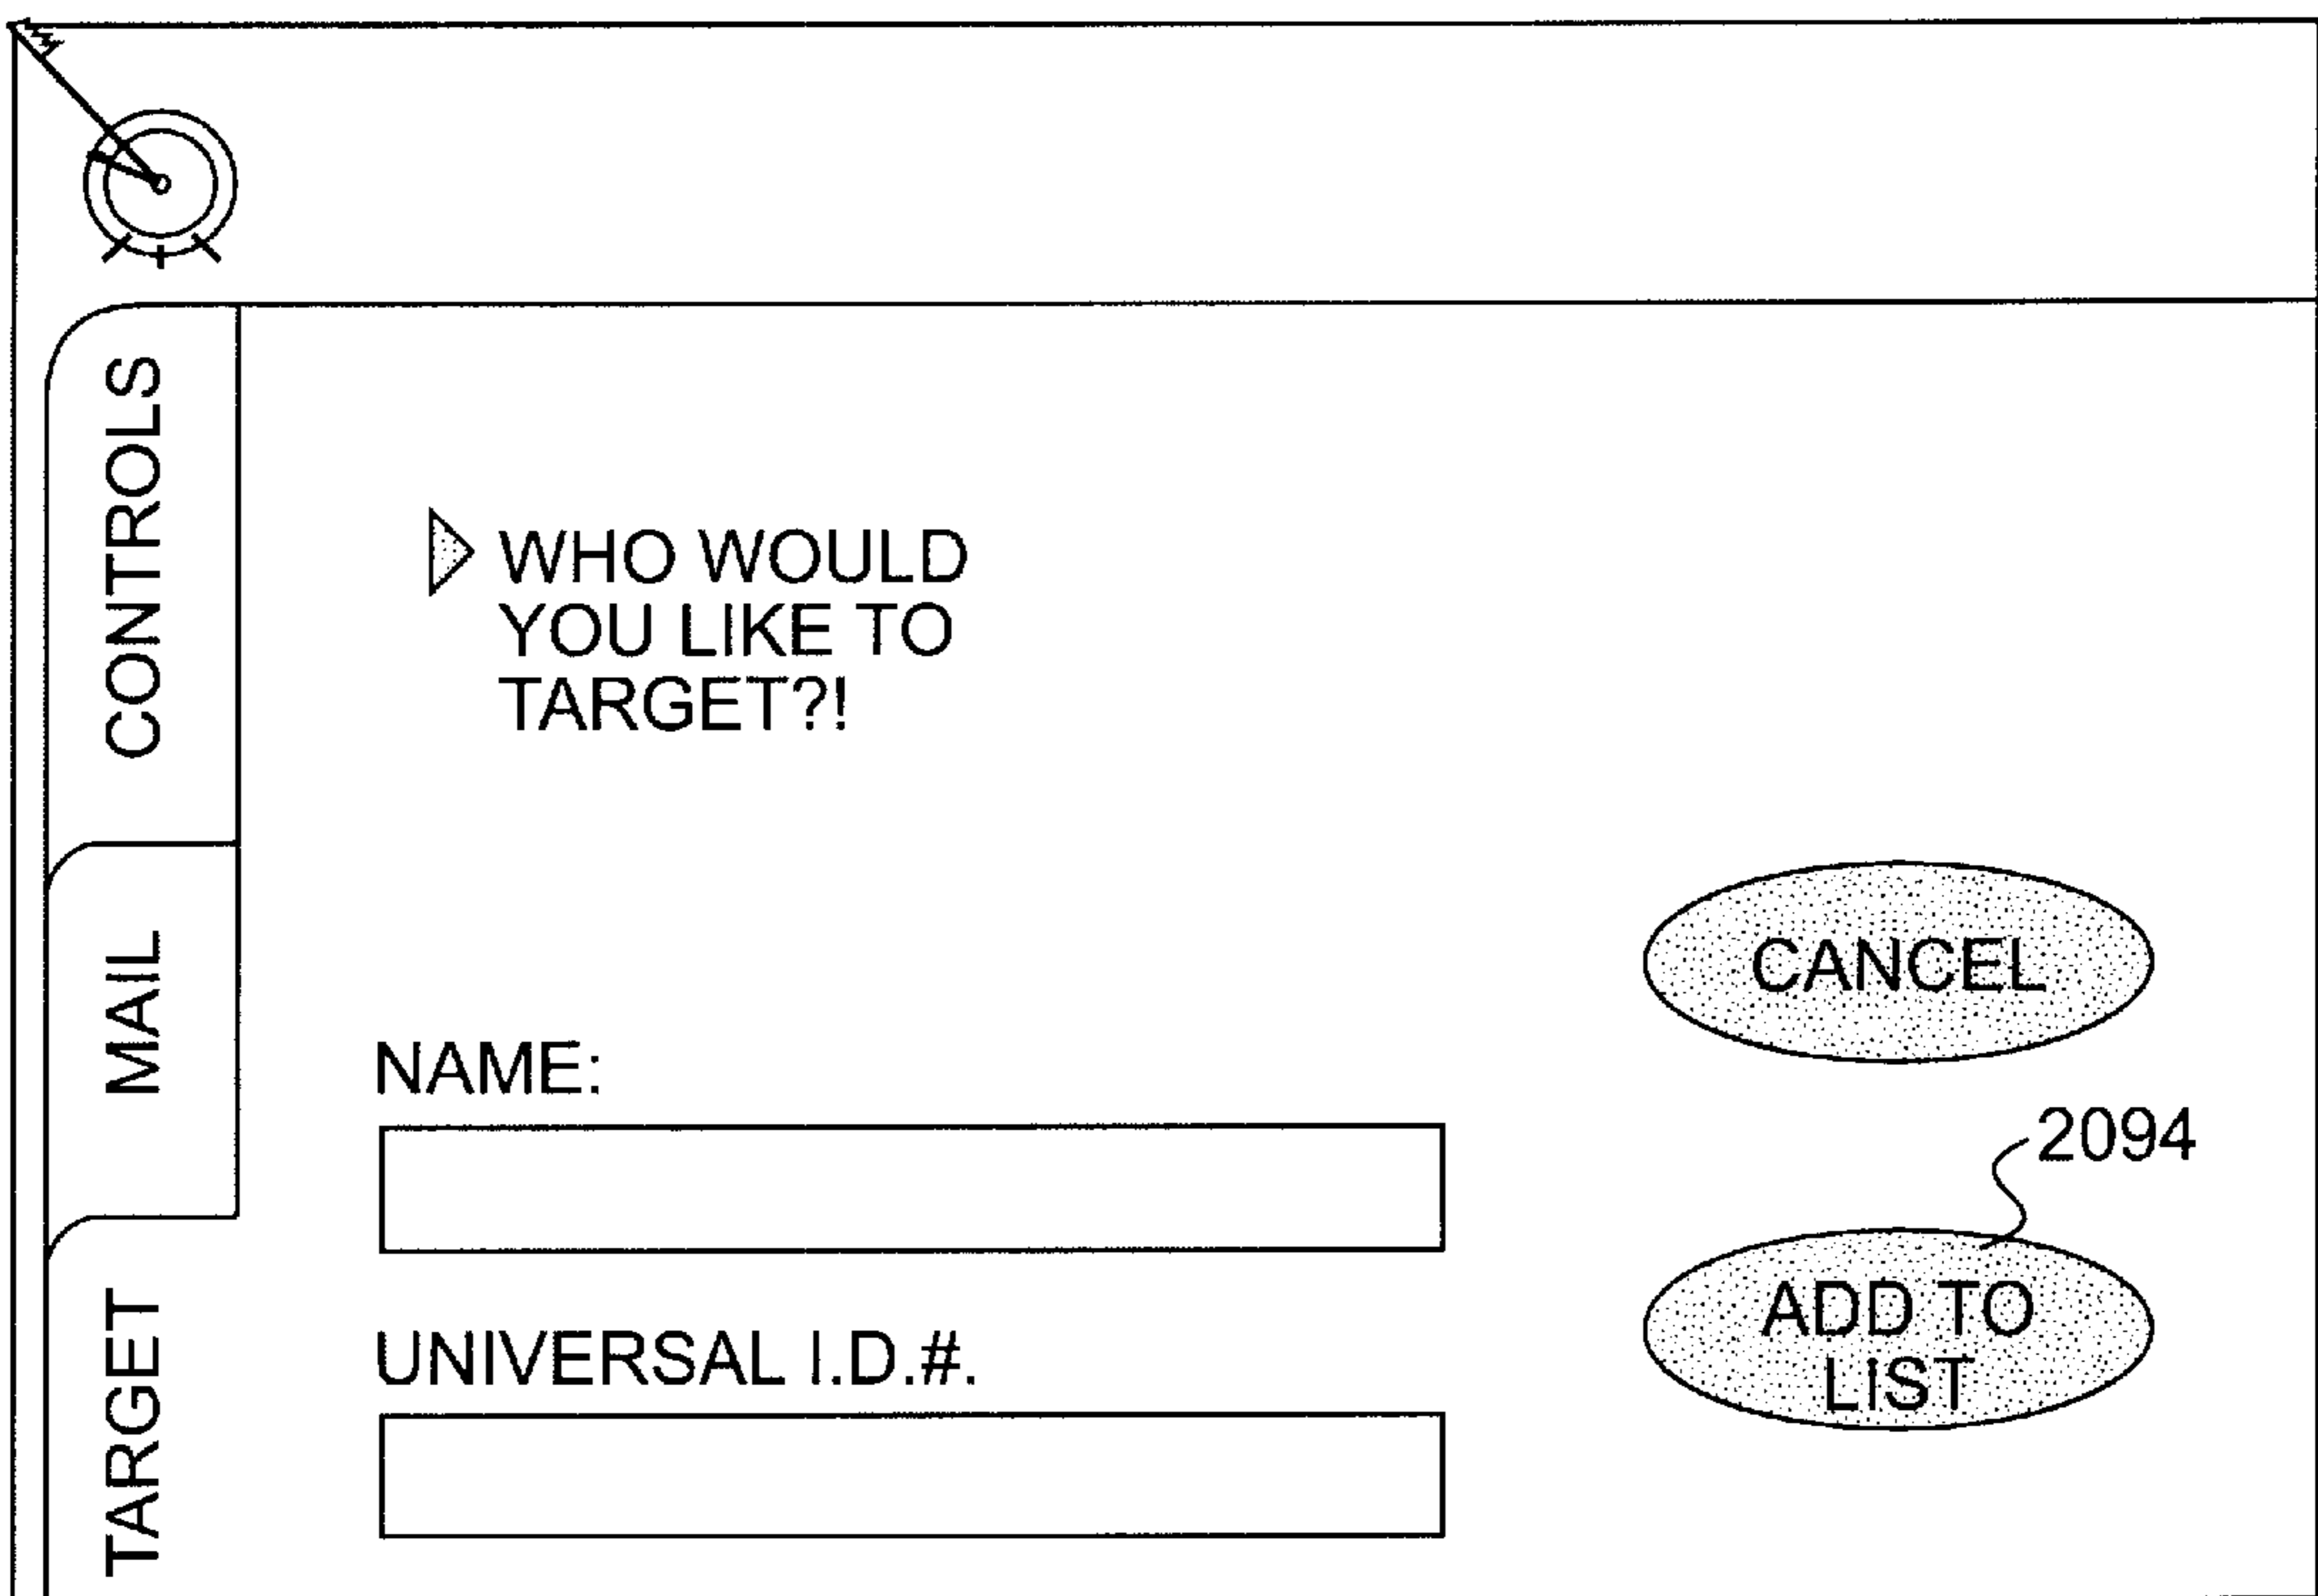 CONTROLS
MAIL
TARGET
WHO WOULD
YOU LIKE TO
TARGET?!
NAME:
UNIVERSAL I.D.#.
CANCEL
2094
ADD TO
LIST